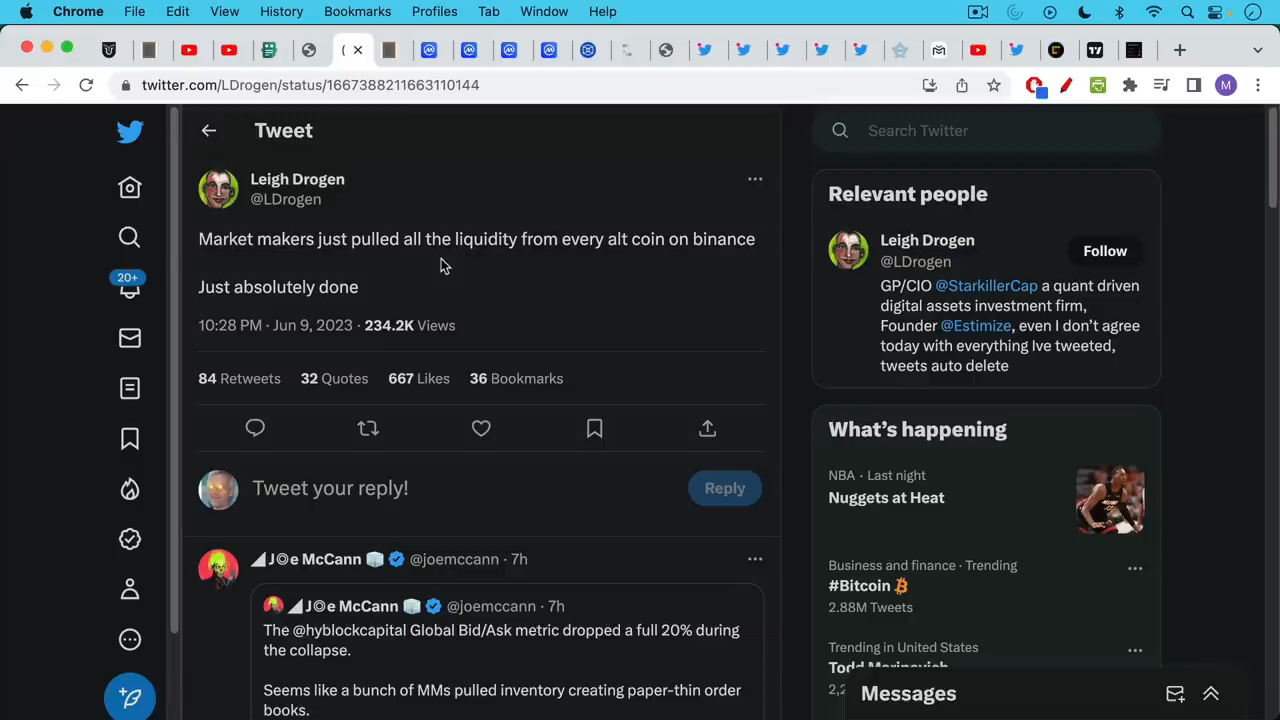 Chrome File Edit View History Bookmarks Profiles Tab Window Help
twitter.com/LDrogen/status/1667388211663110144
M
Tweet
Leigh Drogen
@LDrogen
Market makers just pulled all the liquidity from every alt coin on binance
Just absolutely done
10:28 PM · Jun 9, 2023 · 234.2K Views
84 Retweets 32 Quotes 667 Likes 36 Bookmarks
Tweet your reply!
Reply
20+
J@e McCann @joemccann · 7h
J@e McCann @joemccann · 7h
The @hyblockcapital Global Bid/Ask metric dropped a full 20% during
the collapse.
Seems like a bunch of MMs pulled inventory creating paper-thin order
books.
Search Twitter
Relevant people
Leigh Drogen
@LDrogen
Follow
GP/CIO @StarkillerCap a quant driven
digital assets investment firm,
Founder @Estimize, even I don’t agree
today with everything Ive tweeted,
tweets auto delete
What’s happening
NBA · Last night
Nuggets at Heat
Business and finance · Trending
#Bitcoin
2.88M Tweets
Trending in United States
Todd Marinovich
Messages